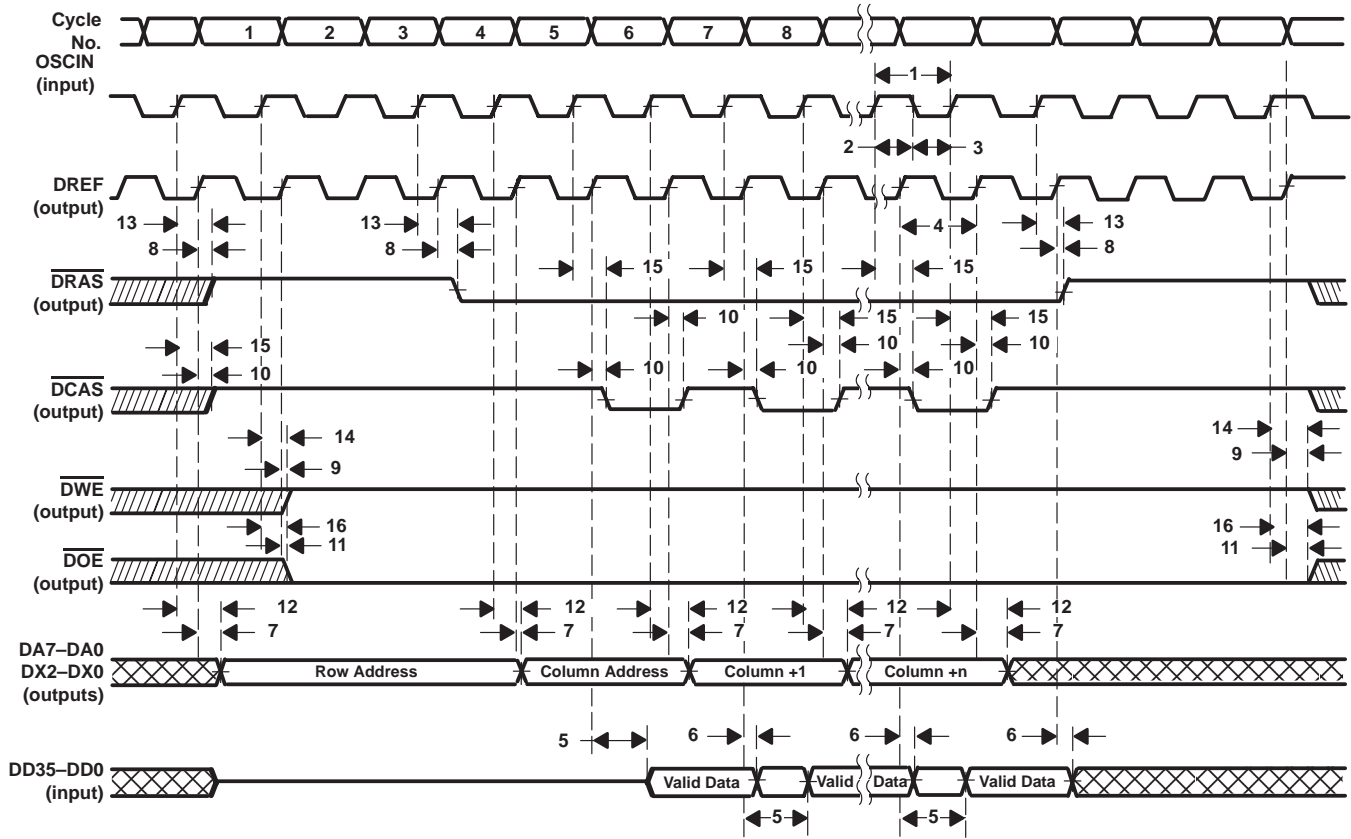 Cycle
No.
1 2 3 4 5 6 7 8
OSCIN
(input)
1
2 3
DREF
(output)
13 13 4 13
8 8 8
15 15 15
DRAS
(output)
10 15 15
15 10 10
10 10 10 10
DCAS
(output)
14 14
9 9
DWE
(output)
16 16
11 11
DOE
(output)
12 12 12 12 12
7 7 7 7 7
DA7–DA0
DX2–DX0
(outputs)
Row Address Column Address Column +1 Column +n
5 6 6 6
DD35–DD0
(input)
Valid Data Valid Data Valid Data
5 5